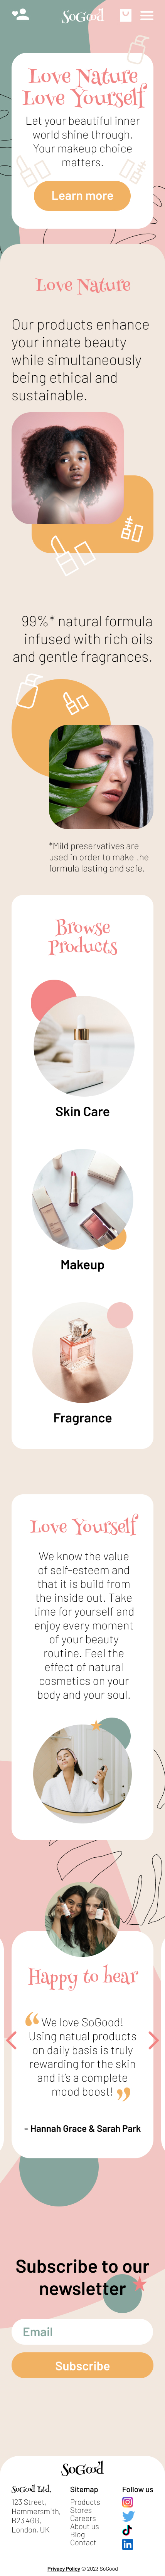 SoGood
Love Nature
Love Yourself
Let your beautiful inner
world shine through.
Your makeup choice
matters.
Learn more
Love Nature
Our products enhance
your innate beauty
while simultaneously
being ethical and
sustainable.
99%* natural formula
infused with rich oils
and gentle fragrances.
*Mild preservatives are
used in order to make the
formula lasting and safe.
Browse
Products
Skin Care
Makeup
Fragrance
Love Yourself
We know the value
of self-esteem and
that it is build from
the inside out. Take
time for yourself and
enjoy every moment
of your beauty
routine. Feel the
effect of natural
cosmetics on your
body and your soul.
Happy to hear
“We love SoGood!
Using natual products
on daily basis is truly
rewarding for the skin
and it's a complete
mood boost! ”
- Hannah Grace & Sarah Park
Subscribe to our
newsletter
Email
Subscribe
SoGood
SoGood Ltd.
123 Street,
Hammersmith,
B23 4GG,
London, UK
Sitemap
Products
Stores
Careers
About us
Blog
Contact
Follow us
Privacy Policy © 2023 SoGood